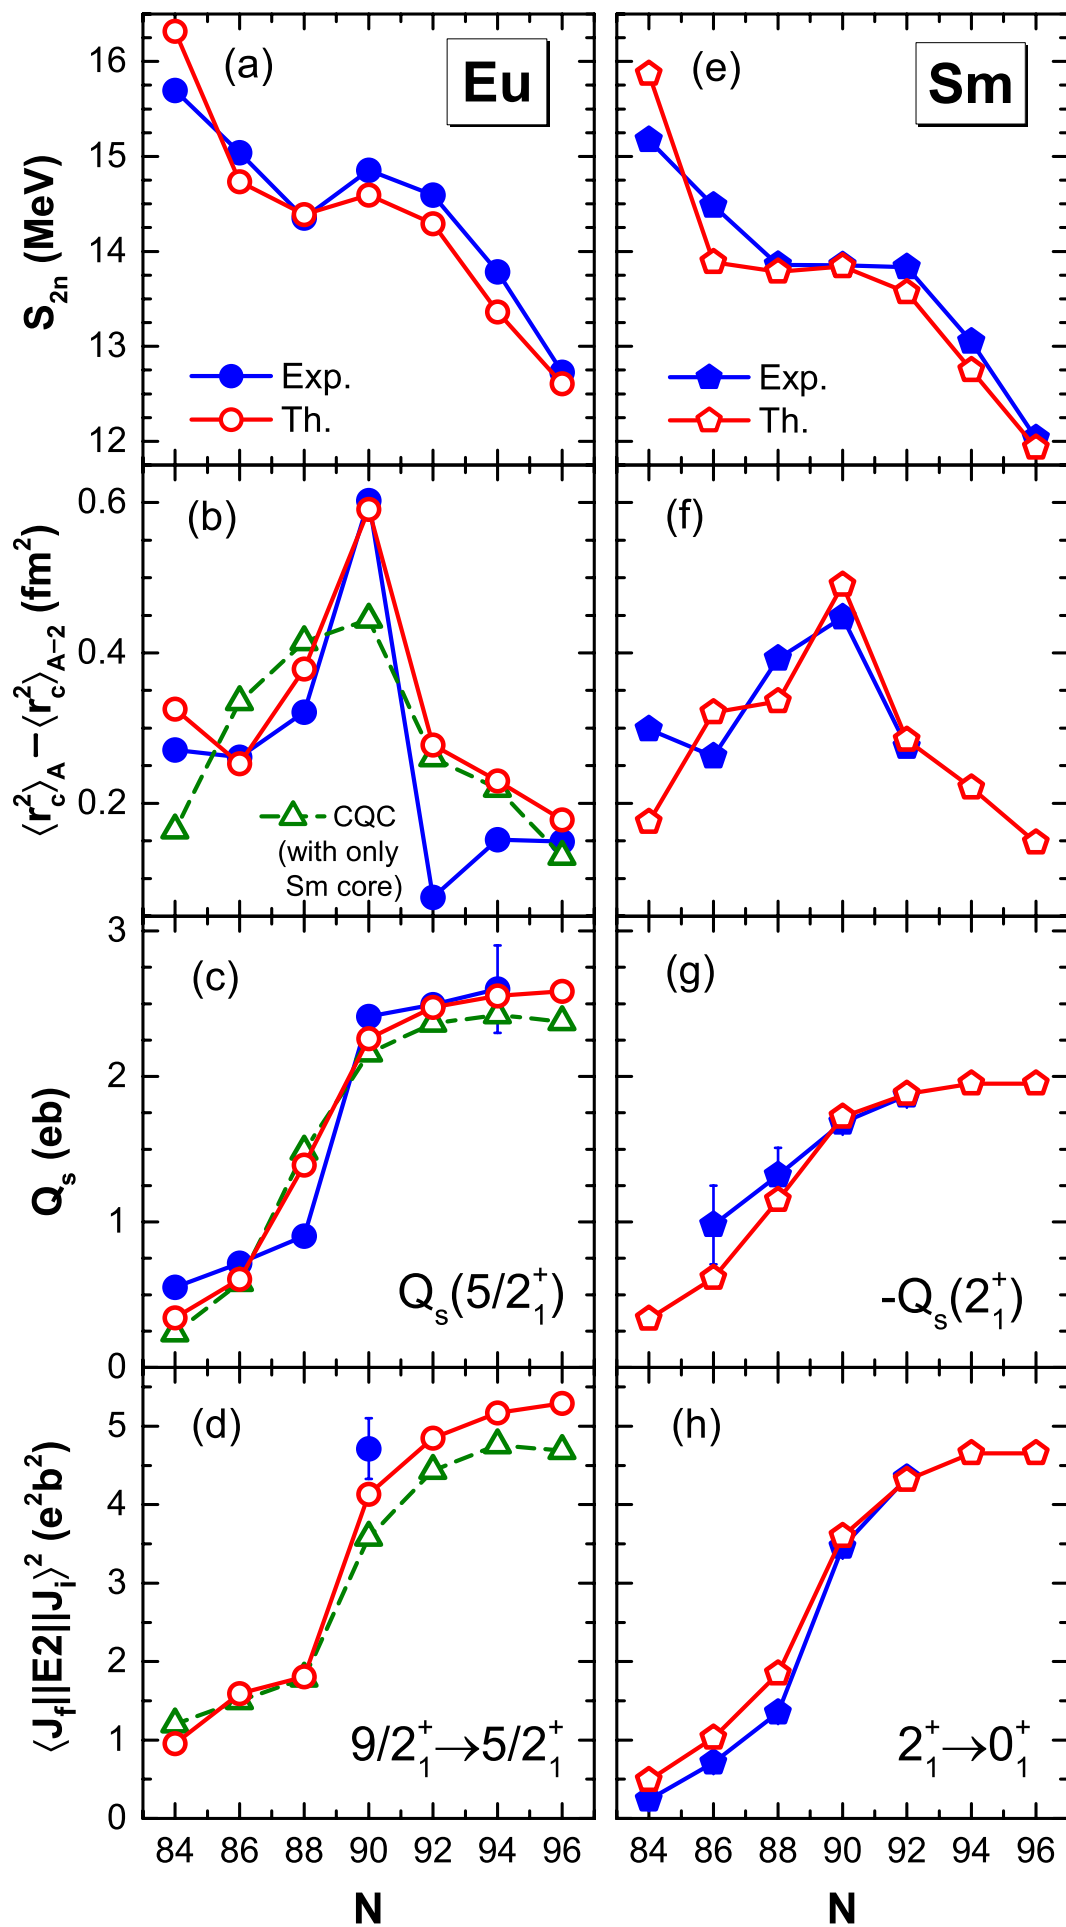 (a)
Eu
(e)
Sm
16
15
14
13
12
S2n (MeV)
Exp.
Th.
Exp.
Th.
(b)
(f)
0.6
0.4
0.2
⟨r²c⟩A − ⟨r²c⟩A−2 (fm²)
CQC
(with only
Sm core)
(c)
(g)
3
2
1
0
Qs (eb)
Qs(5/2⁺₁)
-Qs(2⁺₁)
(d)
(h)
5
4
3
2
1
0
⟨Jf||E2||Ji⟩² (e²b²)
9/2⁺₁→5/2⁺₁
2⁺₁→0⁺₁
84 86 88 90 92 94 96
84 86 88 90 92 94 96
N
N